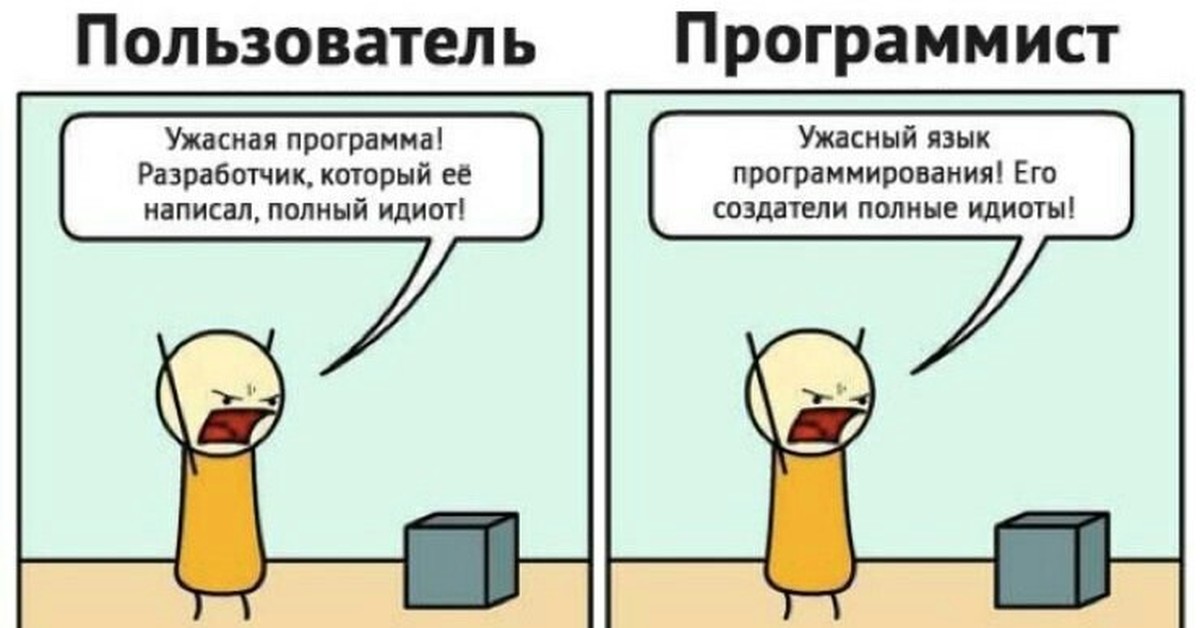 Пользователь
Ужасная программа!
Разработчик, который её
написал, полный идиот!
Программист
Ужасный язык
программирования! Его
создатели полные идиоты!